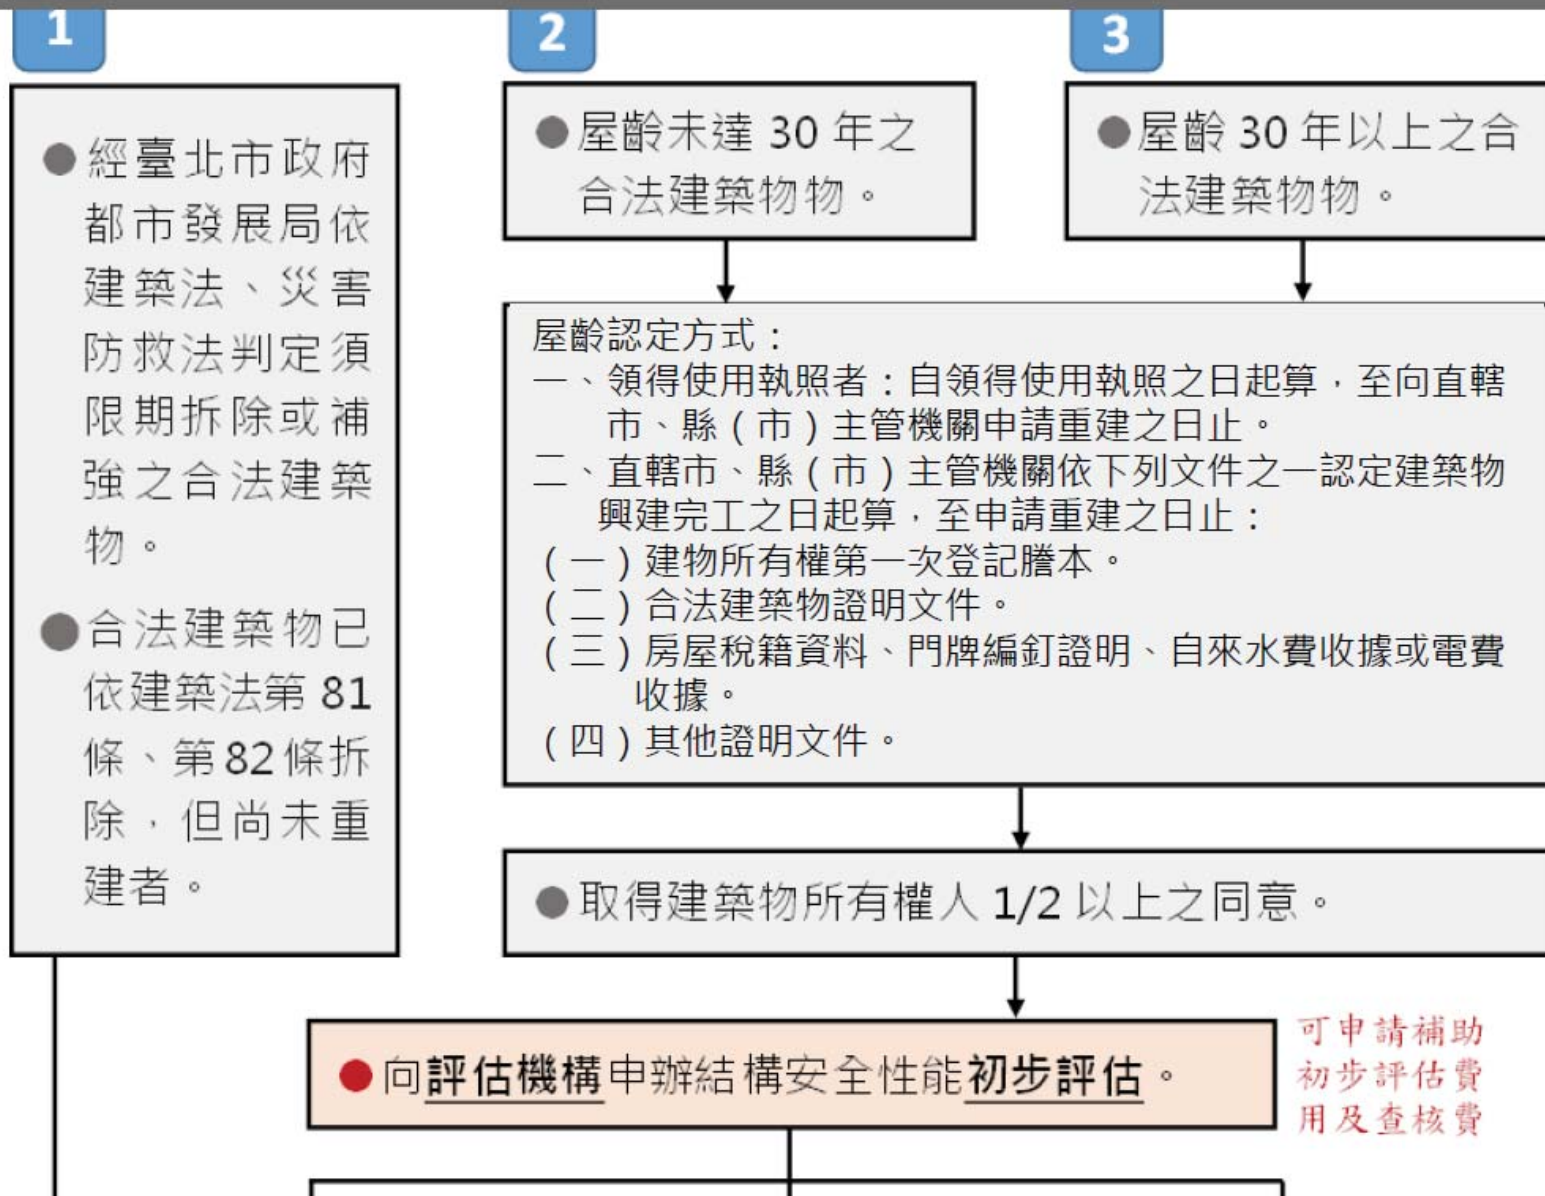 1
●經臺北市政府
都市發展局依
建築法、災害
防救法判定須
限期拆除或補
強之合法建築
物。
●合法建築物已
依建築法第 81
條、第 82 條拆
除，但尚未重
建者。
2
●屋齡未達 30 年之
合法建築物物。
3
●屋齡 30 年以上之合
法建築物物。
屋齡認定方式：
一、領得使用執照者：自領得使用執照之日起算，至向直轄
市、縣（市）主管機關申請重建之日止。
二、直轄市、縣（市）主管機關依下列文件之一認定建築物
興建完工之日起算，至申請重建之日止：
（一）建物所有權第一次登記謄本。
（二）合法建築物證明文件。
（三）房屋稅籍資料、門牌編釘證明、自來水費收據或電費
收據。
（四）其他證明文件。
●取得建築物所有權人 1/2 以上之同意。
●向評估機構申辦結構安全性能初步評估。
可申請補助
初步評估費
用及查核費